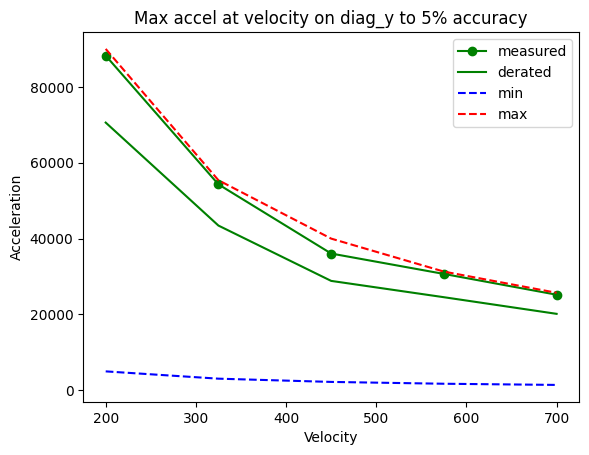 Max accel at velocity on diag_y to 5% accuracy
measured
derated
min
max
Acceleration
80000
60000
40000
20000
0
200
300
400
500
600
700
Velocity